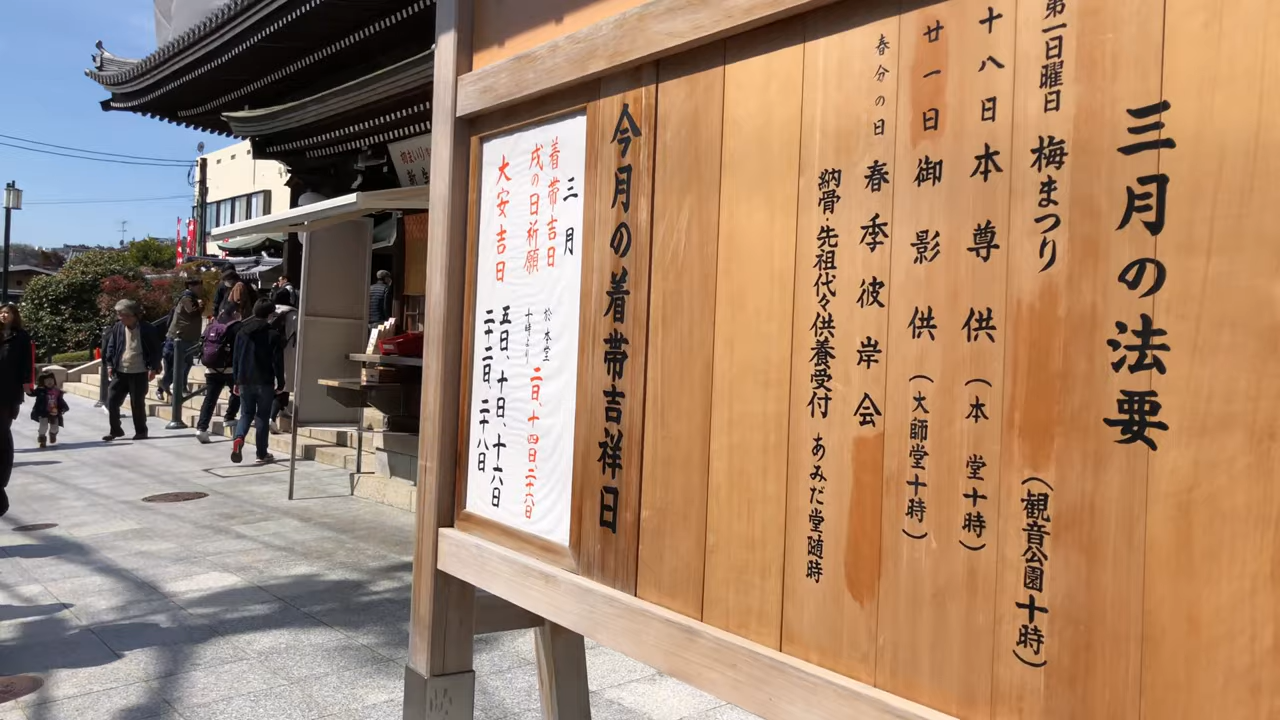 三月の法要
第一日曜日 梅まつり (観音公園十時)
十八日本尊供 (本堂十時)
廿一日御影供 (大師堂十時)
春分の日 春季彼岸会
納骨・先祖代々供養受付 あみだ堂随時
今月の着帯吉祥日
三月
着帯吉日
戌の日祈願 於本堂 十時より 二日、十四日、二十六日
大安吉日 五日、十日、十六日
二十二日、二十八日